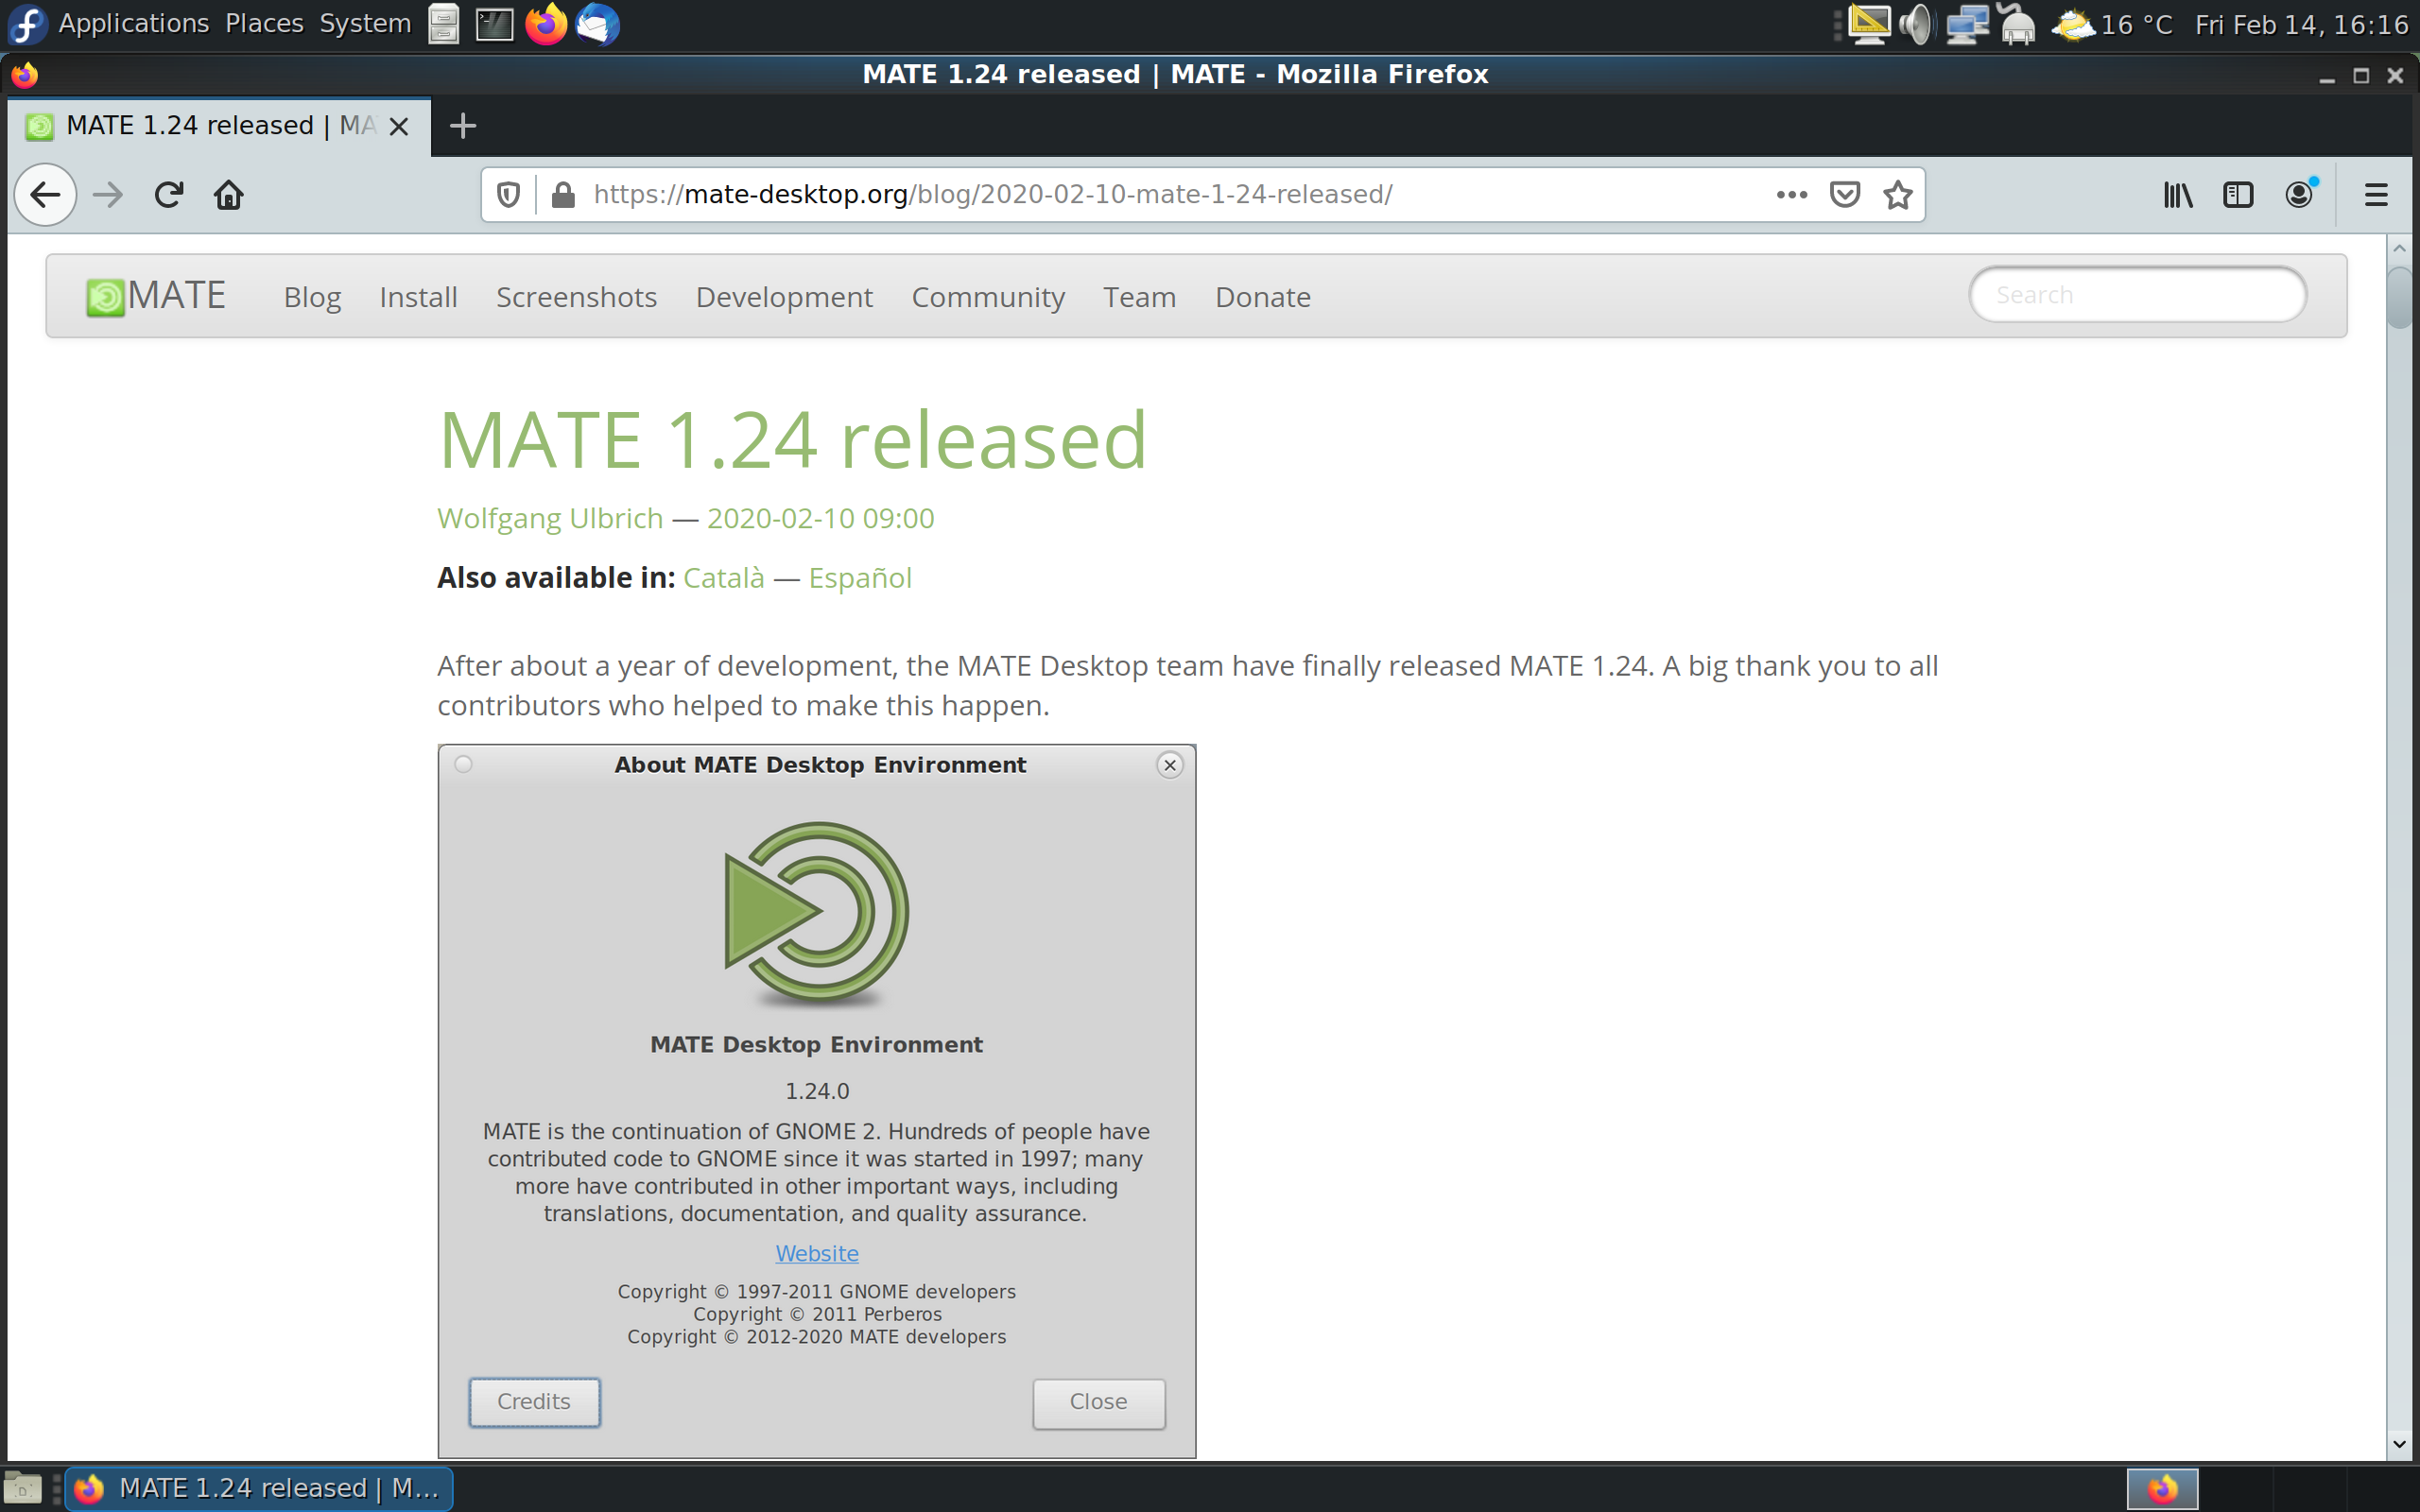 Applications Places System 16 °C Fri Feb 14, 16:16
MATE 1.24 released | MATE - Mozilla Firefox
MATE 1.24 released | MA
https://mate-desktop.org/blog/2020-02-10-mate-1-24-released/
MATE Blog Install Screenshots Development Community Team Donate Search
MATE 1.24 released
Wolfgang Ulbrich — 2020-02-10 09:00
Also available in: Català — Español
After about a year of development, the MATE Desktop team have finally released MATE 1.24. A big thank you to all
contributors who helped to make this happen.
About MATE Desktop Environment
MATE Desktop Environment
1.24.0
MATE is the continuation of GNOME 2. Hundreds of people have
contributed code to GNOME since it was started in 1997; many
more have contributed in other important ways, including
translations, documentation, and quality assurance.
Website
Copyright © 1997-2011 GNOME developers
Copyright © 2011 Perberos
Copyright © 2012-2020 MATE developers
Credits Close
MATE 1.24 released | M...